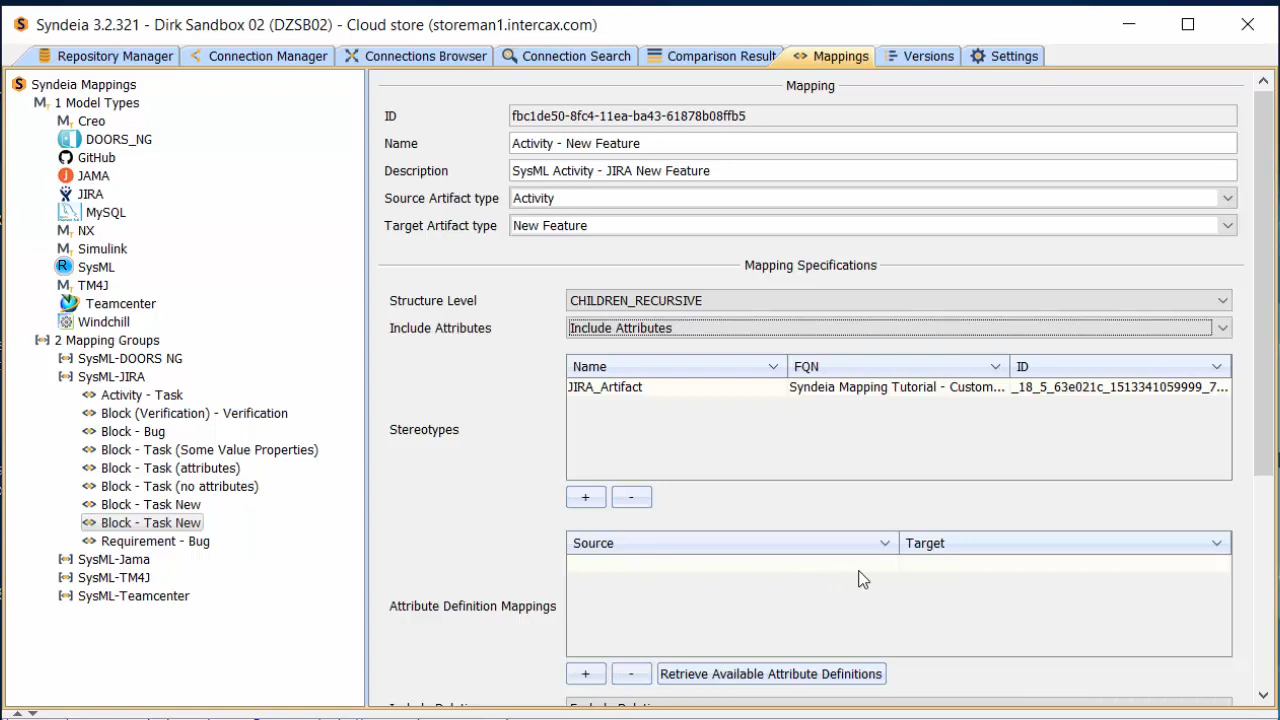 Syndeia 3.2.321 - Dirk Sandbox 02 (DZSB02) - Cloud store (storeman1.intercax.com)
Repository Manager
Connection Manager
Connections Browser
Connection Search
Comparison Result
Mappings
Versions
Settings
Syndeia Mappings
1 Model Types
Creo
DOORS_NG
GitHub
JAMA
JIRA
MySQL
NX
Simulink
SysML
TM4J
Teamcenter
Windchill
2 Mapping Groups
SysML-DOORS NG
SysML-JIRA
Activity - Task
Block (Verification) - Verification
Block - Bug
Block - Task (Some Value Properties)
Block - Task (attributes)
Block - Task (no attributes)
Block - Task New
Block - Task New
Requirement - Bug
SysML-Jama
SysML-TM4J
SysML-Teamcenter
Mapping
ID fbc1de50-8fc4-11ea-ba43-61878b08ffb5
Name Activity - New Feature
Description SysML Activity - JIRA New Feature
Source Artifact type Activity
Target Artifact type New Feature
Mapping Specifications
Structure Level CHILDREN_RECURSIVE
Include Attributes Include Attributes
Name FQN ID
JIRA_Artifact Syndeia Mapping Tutorial - Custom... _18_5_63e021c_1513341059999_7...
Stereotypes
+ -
Source Target
Attribute Definition Mappings
+ - Retrieve Available Attribute Definitions